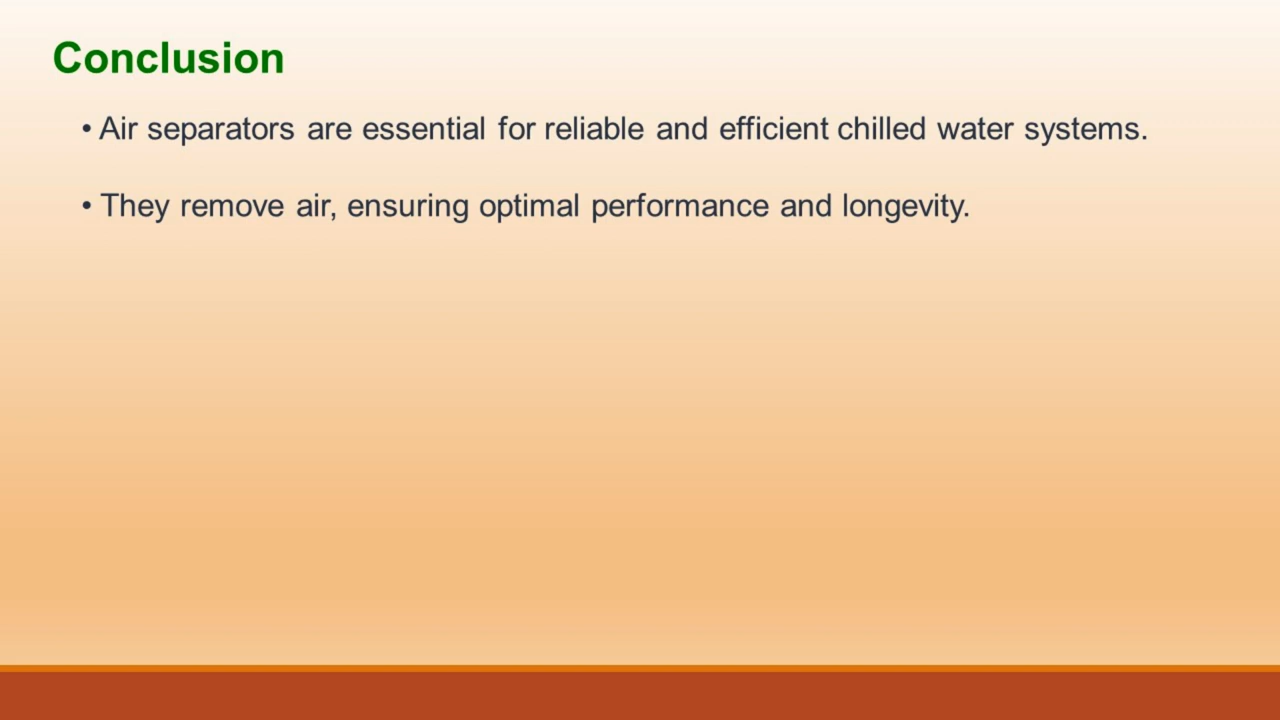 Conclusion
• Air separators are essential for reliable and efficient chilled water systems.
• They remove air, ensuring optimal performance and longevity.